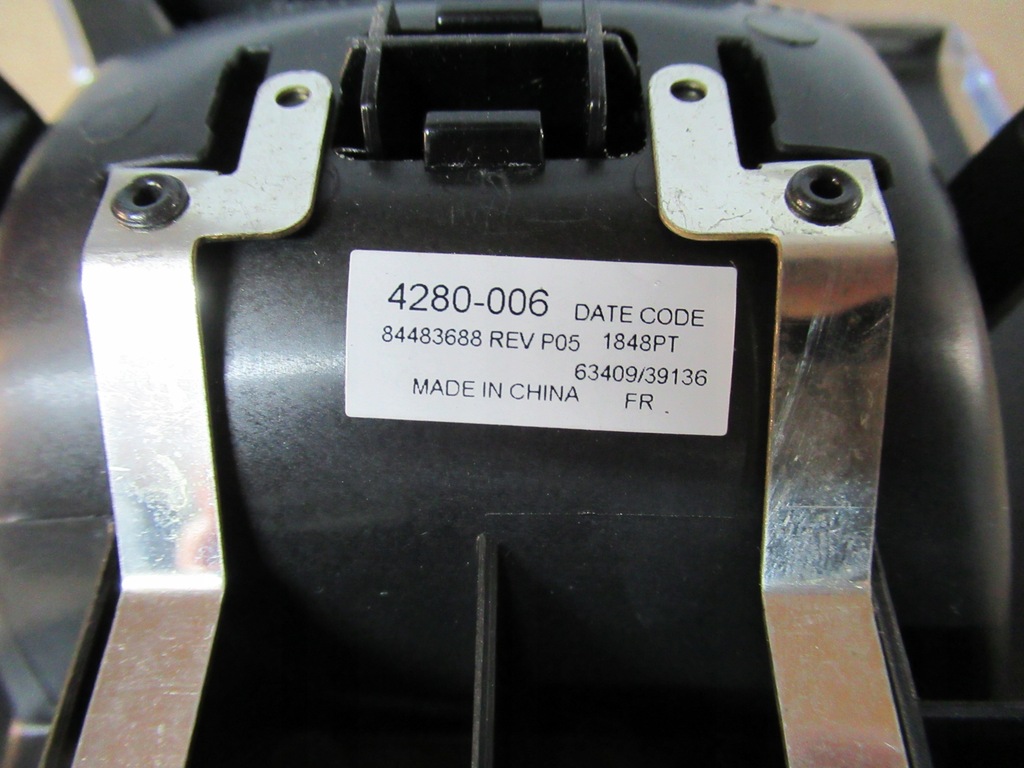 4280-006 DATE CODE
84483688 REV P05 1848PT
63409/39136
MADE IN CHINA FR